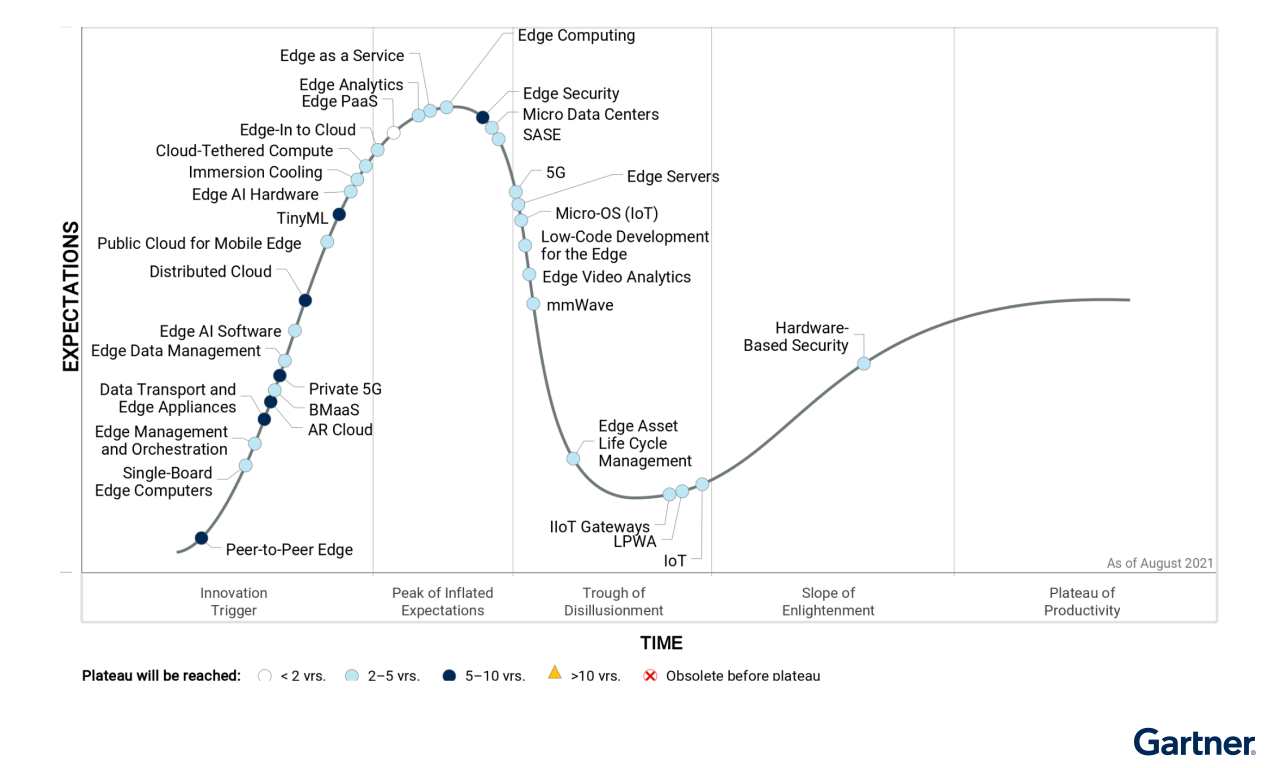 Edge Computing
Edge as a Service
Edge Analytics
Edge PaaS
Edge Security
Micro Data Centers
SASE
Edge-In to Cloud
Cloud-Tethered Compute
Immersion Cooling
Edge AI Hardware
TinyML
Public Cloud for Mobile Edge
Distributed Cloud
Edge AI Software
Edge Data Management
Data Transport and
Edge Appliances
Edge Management
and Orchestration
Single-Board
Edge Computers
Private 5G
BMaaS
AR Cloud
Peer-to-Peer Edge
5G
Edge Servers
Micro-OS (IoT)
Low-Code Development
for the Edge
Edge Video Analytics
mmWave
Edge Asset
Life Cycle
Management
IIoT Gateways
LPWA
IoT
Hardware-
Based Security
EXPECTATIONS
As of August 2021
Innovation
Trigger
Peak of Inflated
Expectations
Trough of
Disillusionment
Slope of
Enlightenment
Plateau of
Productivity
TIME
Plateau will be reached: < 2 yrs. 2–5 yrs. 5–10 yrs. >10 yrs. Obsolete before plateau
Gartner®